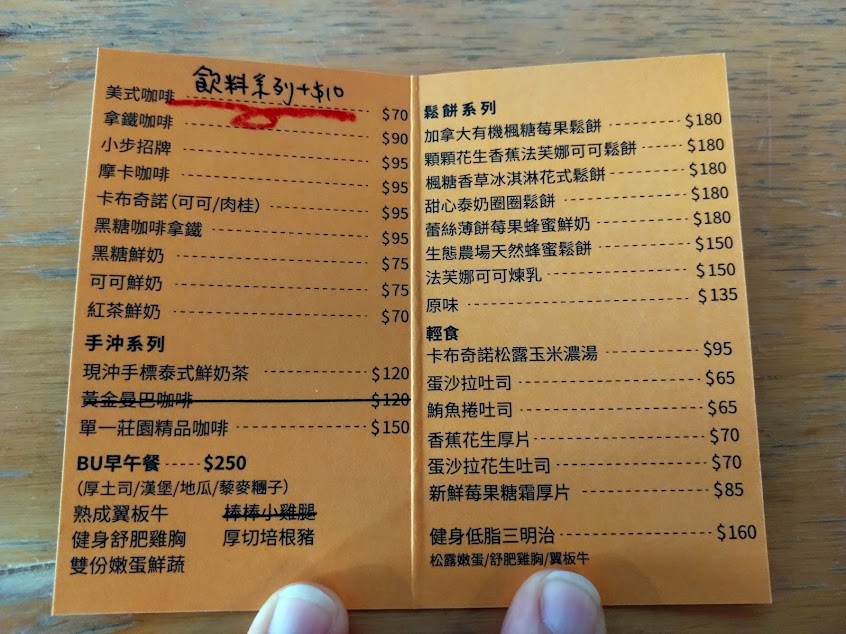 飲料系列+$10
美式咖啡 $70
拿鐵咖啡 $90
小步招牌 $95
摩卡咖啡 $95
卡布奇諾(可可/肉桂) $95
黑糖咖啡拿鐵 $95
黑糖鮮奶 $75
可可鮮奶 $75
紅茶鮮奶 $70
手沖系列
現沖手標泰式鮮奶茶 $120
黃金曼巴咖啡 $120
單一莊園精品咖啡 $150
BU早午餐 $250
(厚土司/漢堡/地瓜/藜麥糰子)
熟成翼板牛 棒棒小雞腿
健身舒肥雞胸 厚切培根豬
雙份嫩蛋鮮蔬
鬆餅系列
加拿大有機楓糖莓果鬆餅 $180
顆顆花生香蕉法芙娜可可鬆餅 $180
楓糖香草冰淇淋花式鬆餅 $180
甜心泰奶圈圈鬆餅 $180
蕾絲薄餅莓果蜂蜜鮮奶 $180
生態農場天然蜂蜜鬆餅 $150
法芙娜可可煉乳 $150
原味 $135
輕食
卡布奇諾松露玉米濃湯 $95
蛋沙拉吐司 $65
鮪魚捲吐司 $65
香蕉花生厚片 $70
蛋沙拉花生吐司 $70
新鮮莓果糖霜厚片 $85
健身低脂三明治 $160
松露嫩蛋/舒肥雞胸/翼板牛